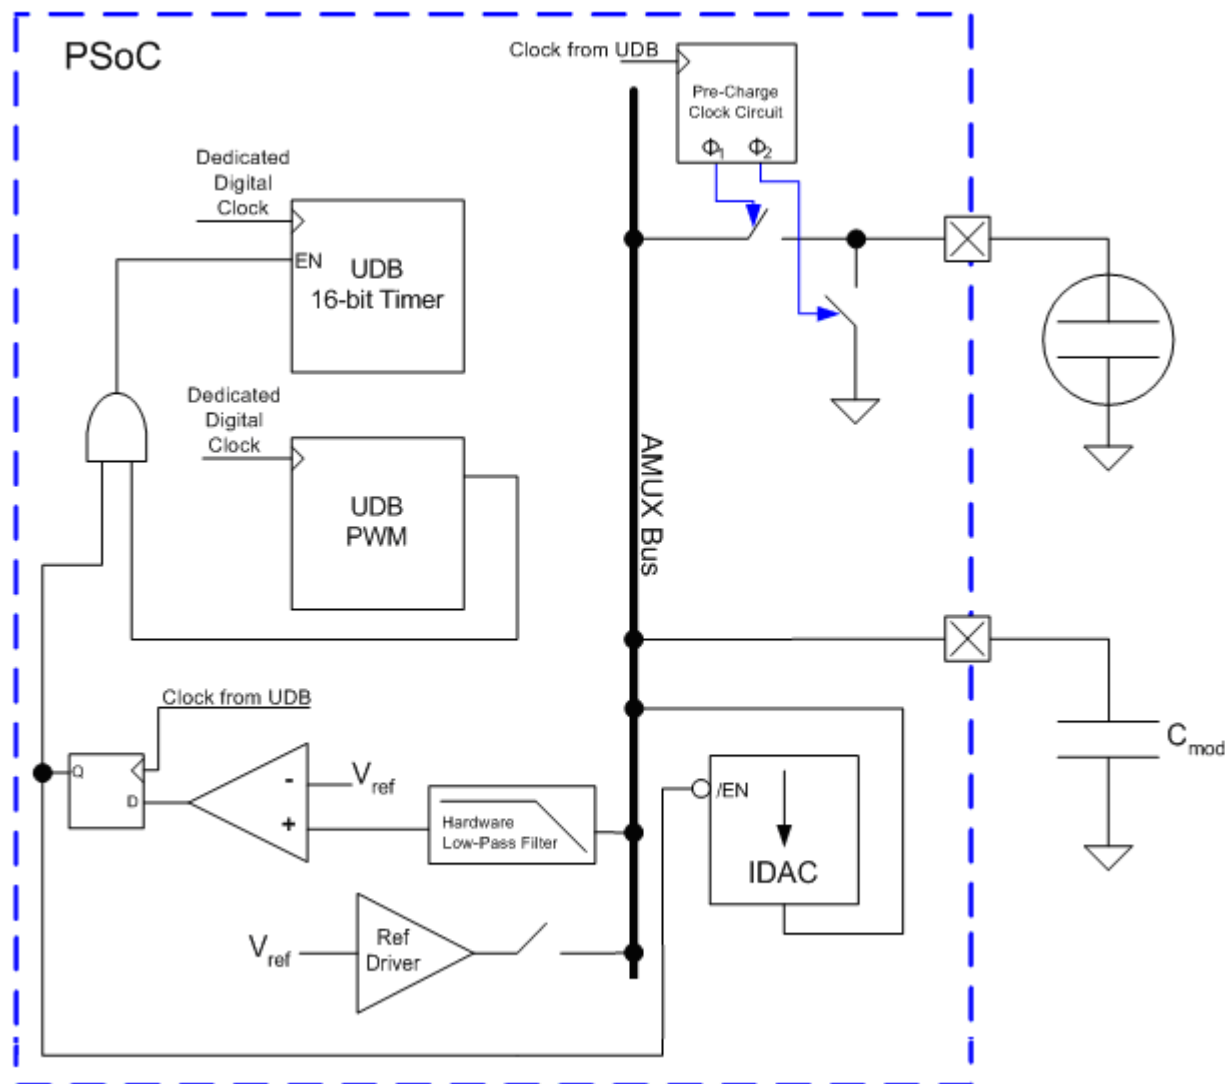 PSoC
Clock from UDB
Pre-Charge
Clock Circuit
Φ1 Φ2
Dedicated
Digital
Clock
EN
UDB
16-bit Timer
Dedicated
Digital
Clock
UDB
PWM
AMUX Bus
Clock from UDB
Q
D
-
+
Vref
Hardware
Low-Pass Filter
/EN
IDAC
Cmod
Vref
Ref
Driver